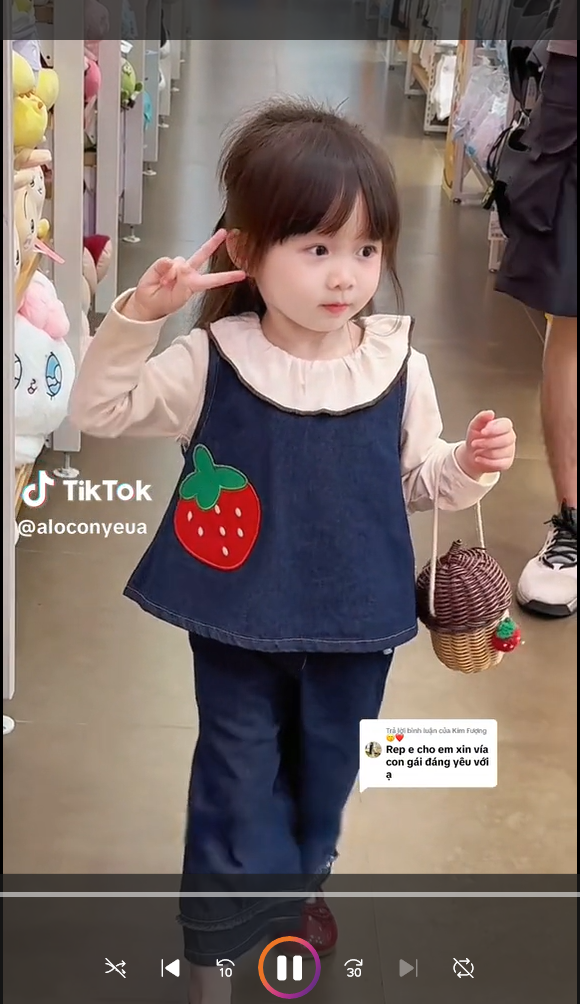 TikTok
@aloconyeua
Trả lời bình luận của Kim Fượng
😋❤️
Rep e cho em xin vía
con gái đáng yêu với
ạ
10
30